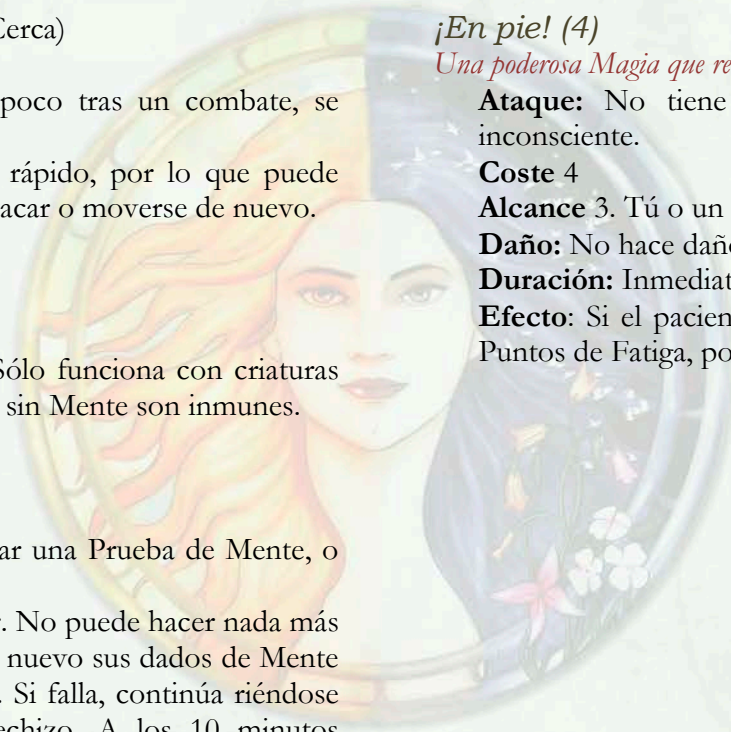 Cerca)
poco tras un combate, se
rápido, por lo que puede
acar o moverse de nuevo.
Sólo funciona con criaturas
sin Mente son inmunes.
ar una Prueba de Mente, o
. No puede hacer nada más
nuevo sus dados de Mente
. Si falla, continúa riéndose
echizo. A los 10 minutos
¡En pie! (4)
Una poderosa Magia que re
Ataque: No tiene
inconsciente.
Coste 4
Alcance 3. Tú o un
Daño: No hace daño
Duración: Inmediat
Efecto: Si el pacien
Puntos de Fatiga, po